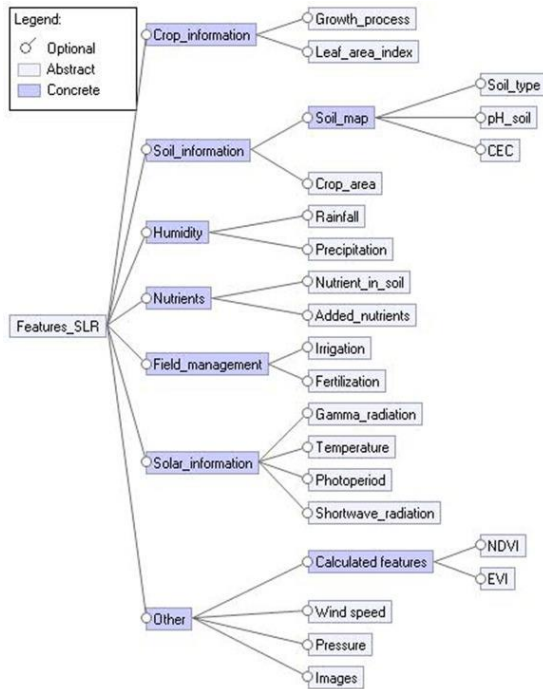 Legend:
Optional
Abstract
Concrete
Features_SLR
Crop_information
Growth_process
Leaf_area_index
Soil_information
Soil_map
Soil_type
pH_soil
CEC
Crop_area
Humidity
Rainfall
Precipitation
Nutrients
Nutrient_in_soil
Added_nutrients
Field_management
Irrigation
Fertilization
Solar_information
Gamma_radiation
Temperature
Photoperiod
Shortwave_radiation
Other
Calculated features
NDVI
EVI
Wind speed
Pressure
Images